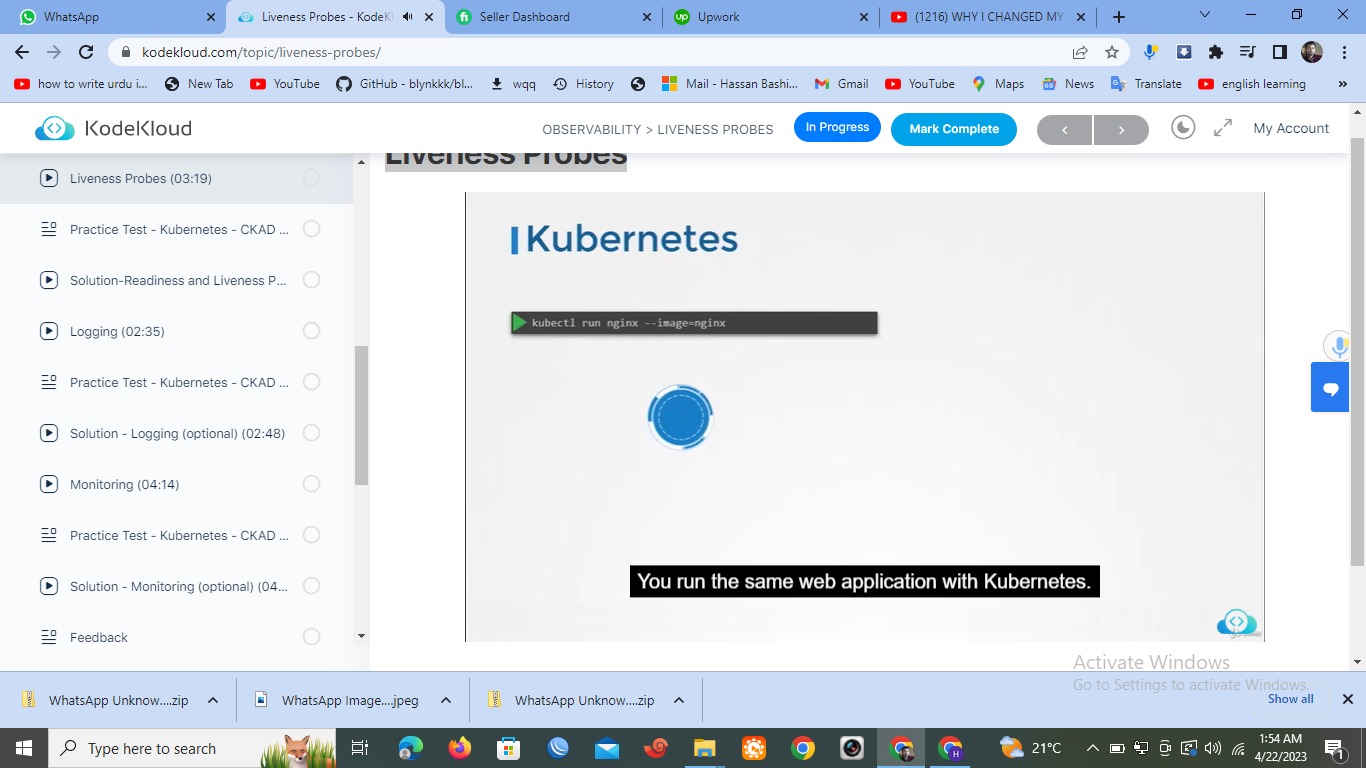 WhatsApp
Liveness Probes - KodeKl
Seller Dashboard
Upwork
(1216) WHY I CHANGED MY
kodekloud.com/topic/liveness-probes/
how to write urdu i...
New Tab
YouTube
GitHub - blynkkk/bl...
wqq
History
Mail - Hassan Bashi...
Gmail
YouTube
Maps
News
Translate
english learning
»
KodeKloud
OBSERVABILITY > LIVENESS PROBES
In Progress
Mark Complete
My Account
Liveness Probes (03:19)
Practice Test - Kubernetes - CKAD ...
Solution-Readiness and Liveness P...
Logging (02:35)
Practice Test - Kubernetes - CKAD ...
Solution - Logging (optional) (02:48)
Monitoring (04:14)
Practice Test - Kubernetes - CKAD ...
Solution - Monitoring (optional) (04...
Feedback
Liveness Probes
Kubernetes
kubectl run nginx --image=nginx
You run the same web application with Kubernetes.
Activate Windows
Go to Settings to activate Windows.
WhatsApp Unknow....zip
WhatsApp Image....jpeg
WhatsApp Unknow....zip
Show all
Type here to search
21°C
1:54 AM
4/22/2023
1